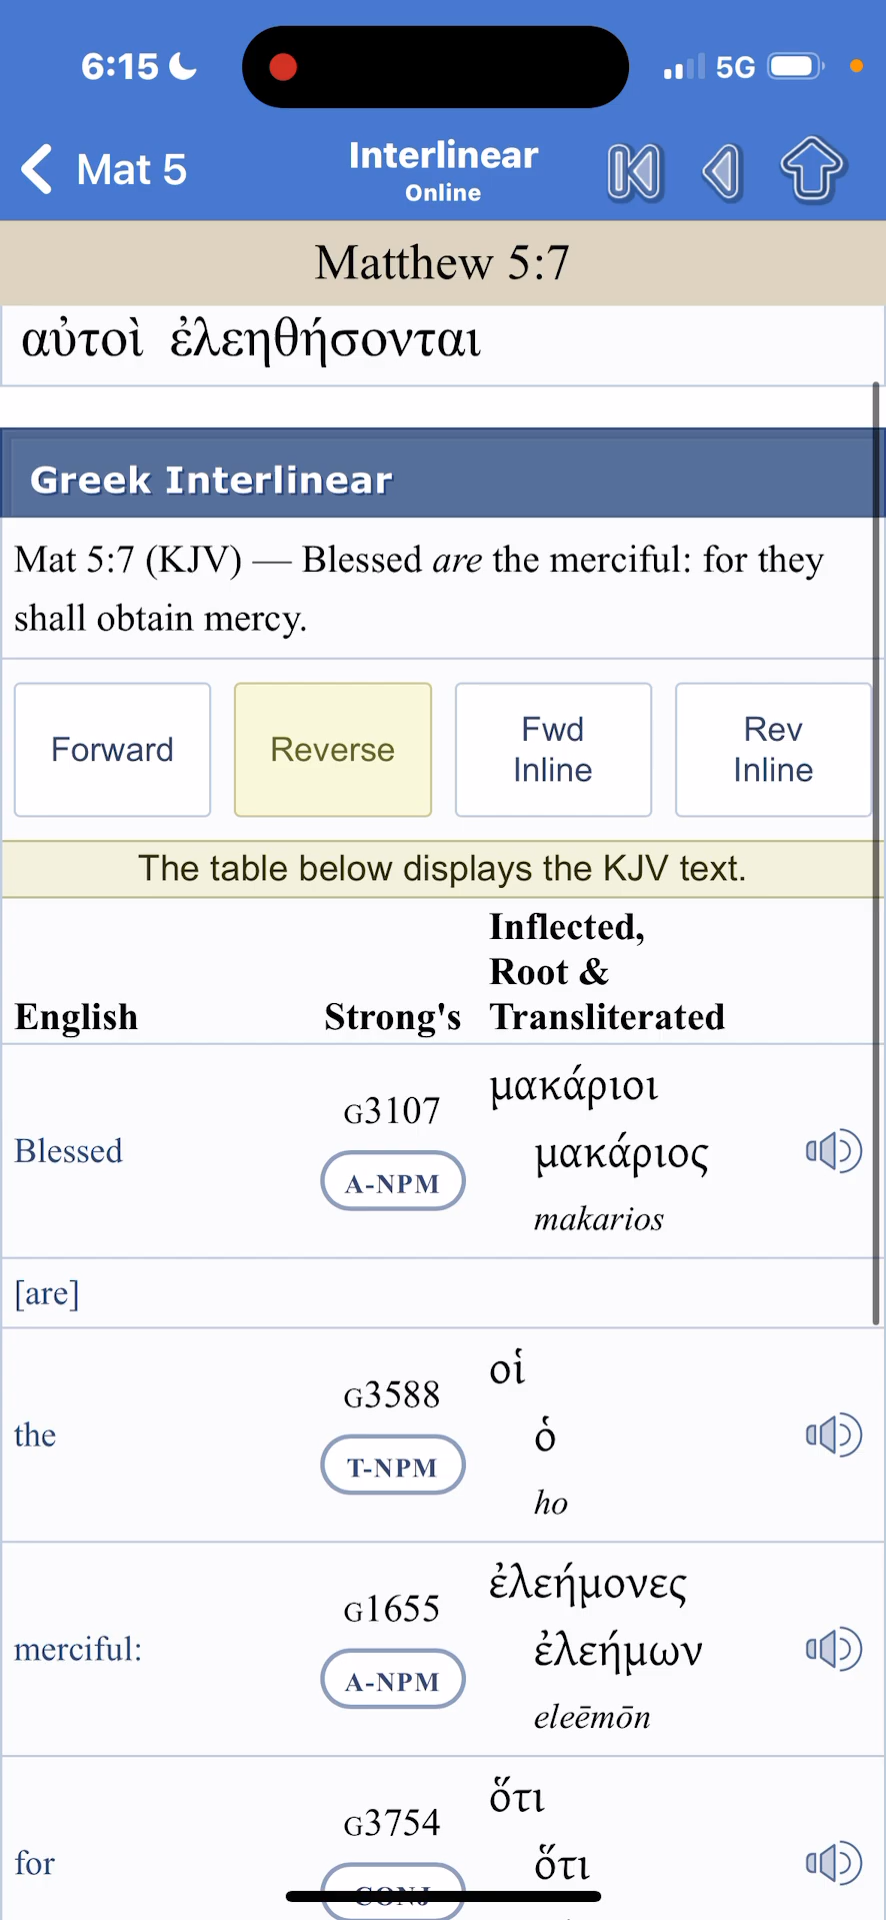 6:15 5G
Mat 5 Interlinear
Online
Matthew 5:7
αὐτοὶ ἐλεηθήσονται
Greek Interlinear
Mat 5:7 (KJV) — Blessed are the merciful: for they
shall obtain mercy.
Forward Reverse Fwd Inline Rev Inline
The table below displays the KJV text.
English Strong's Inflected, Root & Transliterated
Blessed G3107 A-NPM μακάριοι
μακάριος
makarios
[are]
the G3588 T-NPM οἱ
ὁ
ho
merciful: G1655 A-NPM ἐλεήμονες
ἐλεήμων
eleēmōn
for G3754 CONJ ὅτι
ὅτι